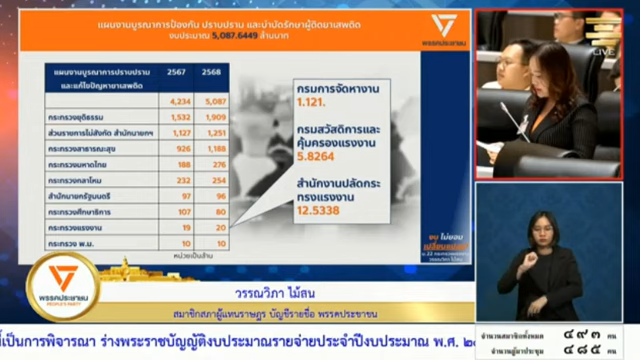 แผนงานบูรณาการป้องกัน ปราบปราม และบำบัดรักษาผู้ติดยาเสพติด
งบประมาณ 5,087.6449 ล้านบาท
พรรคประชาชน
LIVE
แผนงานบูรณาการปราบปราม และแก้ไขปัญหายาเสพติด 2567 2568
4,234 5,087
กระทรวงยุติธรรม 1,532 1,909
ส่วนราชการไม่สังกัด สำนักนายกฯ 1,127 1,251
กระทรวงสาธารณะสุข 926 1,188
กระทรวงมหาดไทย 188 276
กระทรวงกลาโหม 232 254
สำนักนายกรัฐมนตรี 97 96
กระทรวงศึกษาธิการ 107 80
กระทรวงแรงงาน 19 20
กระทรวง พ.ม. 10 10
หน่วยเป็นล้าน
กรมการจัดหางาน
1.121.
กรมสวัสดิการและ
คุ้มครองแรงงาน
5.8264
สำนักงานปลัดกระ
ทรวงแรงงาน
12.5338
พรรคประชาชน
PEOPLE'S PARTY
วรรณวิภา ไม้สน
สมาชิกสภาผู้แทนราษฎร บัญชีรายชื่อ พรรคประชาชน
เป็นการพิจารณา ร่างพระราชบัญญัติงบประมาณรายจ่ายประจำปีงบประมาณ พ.ศ.
จำนวนสมาชิกทั้งหมด ๔๙๓ คน
จำนวนผู้มาประชุม ๔๘๕ คน